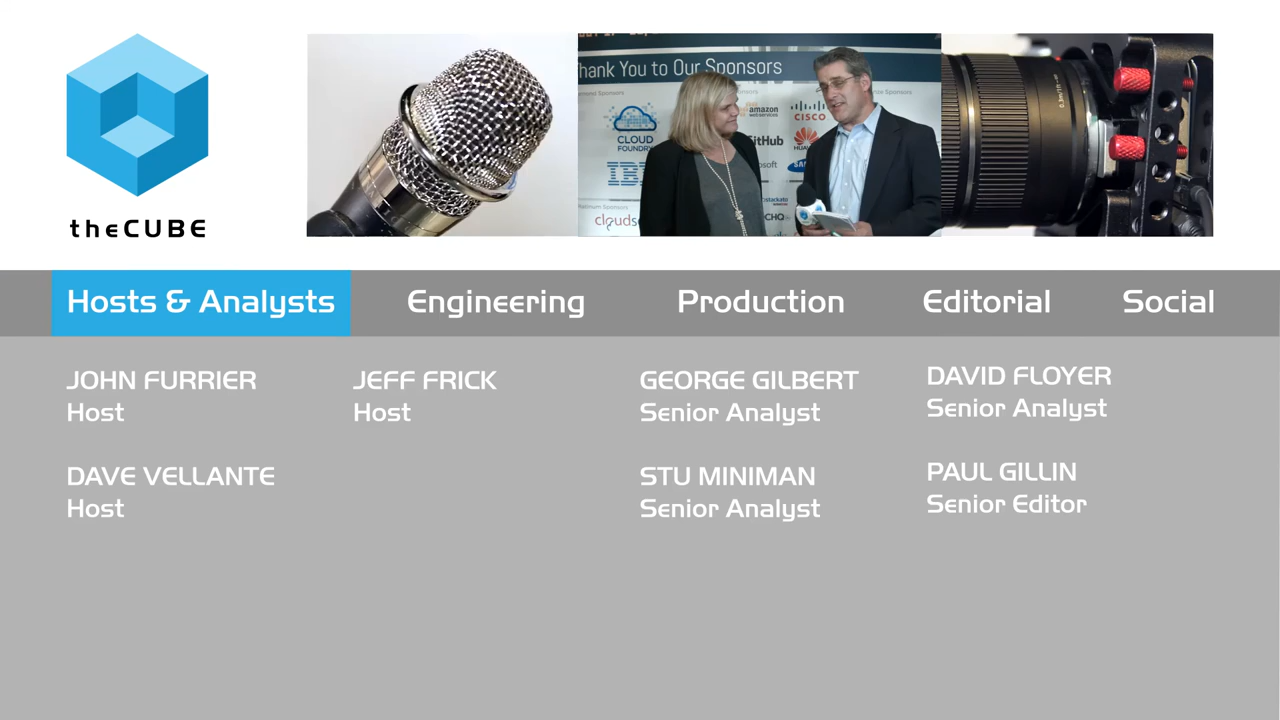 theCUBE
Thank You to Our Sponsors
CLOUD
FOUNDRY
IBM
amazon
web services
CISCO
GitHub
Hosts & Analysts
Engineering
Production
Editorial
Social
JOHN FURRIER
Host
JEFF FRICK
Host
GEORGE GILBERT
Senior Analyst
DAVID FLOYER
Senior Analyst
DAVE VELLANTE
Host
STU MINIMAN
Senior Analyst
PAUL GILLIN
Senior Editor